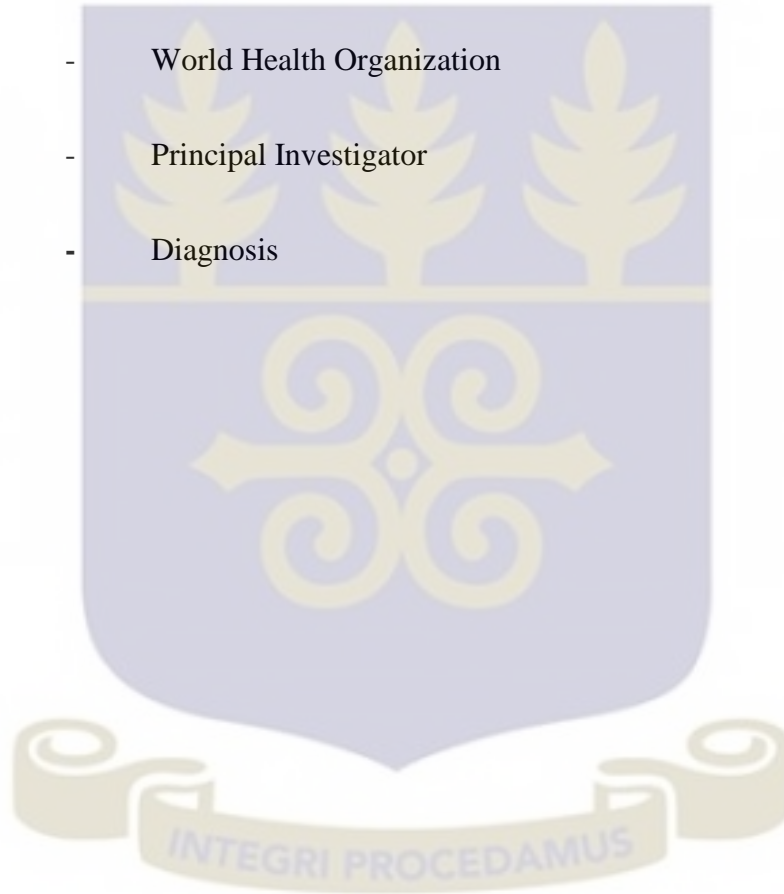 - World Health Organization
- Principal Investigator
- Diagnosis
INTEGRI PROCEDAMUS